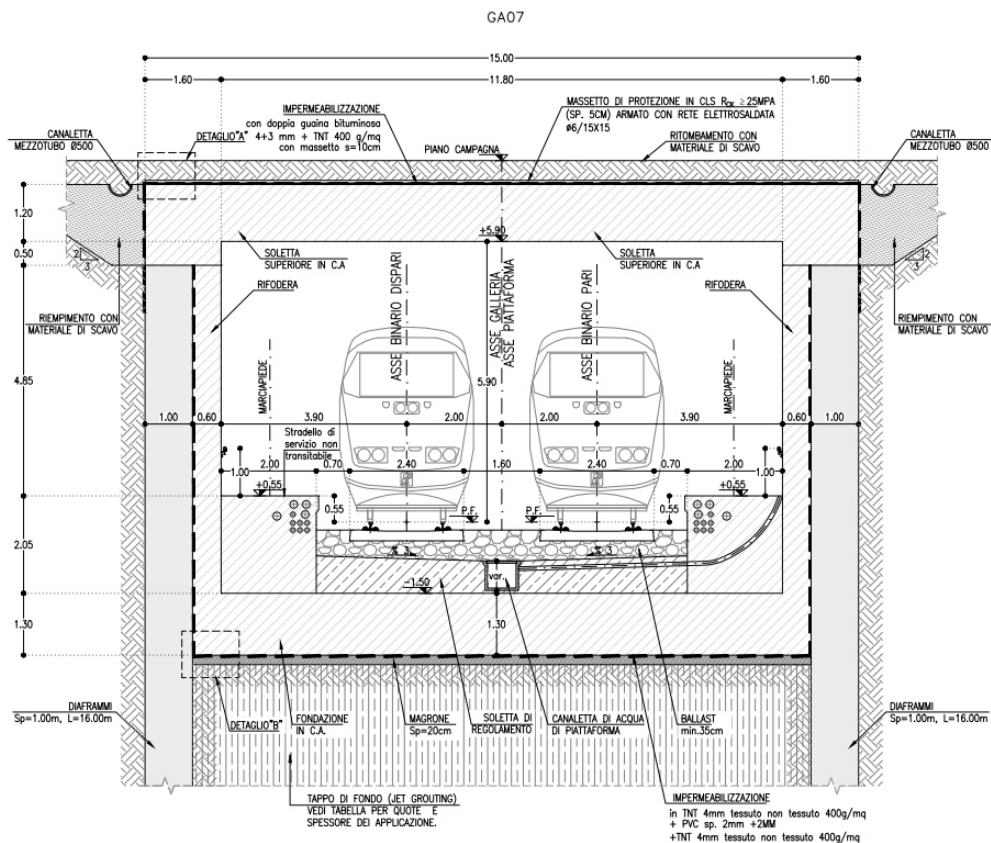 GA07
15.00
1.60
11.80
1.60
IMPERMEABILIZZAZIONE
con doppia guaina bituminosa
4+3 mm + TNT 400 g/mq
con massetto s=10cm
MASSETTO DI PROTEZIONE IN CLS RCK ≥25MPA
(SP. 5CM) ARMATO CON RETE ELETTROSALDATA
ø6/15X15
CANALETTA
MEZZOTUBO Ø500
DETAGLIO"A"
PIANO CAMPAGNA
RITOMBAMENTO CON
MATERIALE DI SCAVO
CANALETTA
MEZZOTUBO Ø500
1.20
+5.90
0.50
2
3
SOLETTA
SUPERIORE IN C.A
SOLETTA
SUPERIORE IN C.A
2
3
RIFODERA
RIFODERA
RIEMPIMENTO CON
MATERIALE DI SCAVO
RIEMPIMENTO CON
MATERIALE DI SCAVO
ASSE BINARIO DISPARI
ASSE GALLERIA
ASSE PIATTAFORMA
ASSE BINARIO PARI
4.85
MARCIAPIEDE
5.90
MARCIAPIEDE
1.00
0.60
3.90
2.00
2.00
3.90
0.60
1.00
Stradello di
servizio non
transitabile
1.00
2.00
0.70
2.40
1.60
2.40
0.70
2.00
1.00
+0.55
+0.55
0.55
P.F.
P.F.
0.55
2.05
% 3
% 3
var.
-1.50
1.30
1.30
DIAFRAMMI
Sp=1.00m, L=16.00m
DETAGLIO"B"
FONDAZIONE
IN C.A.
MAGRONE
Sp=20cm
SOLETTA DI
REGOLAMENTO
CANALETTA DI ACQUA
DI PIATTAFORMA
BALLAST
min.35cm
DIAFRAMMI
Sp=1.00m, L=16.00m
TAPPO DI FONDO (JET GROUTING)
VEDI TABELLA PER QUOTE E
SPESSORE DEI APPLICAZIONE.
IMPERMEABILIZZAZIONE
in TNT 4mm tessuto non tessuto 400g/mq
+ PVC sp. 2mm +2MM
+TNT 4mm tessuto non tessuto 400g/mq